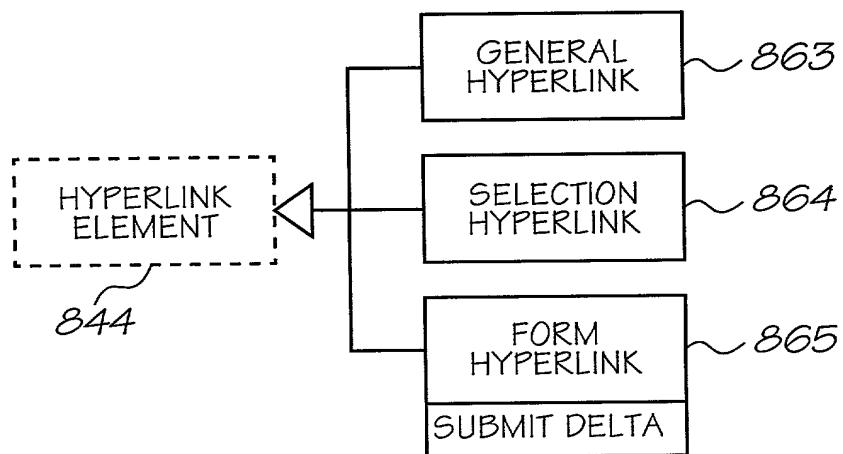 GENERAL
HYPERLINK
863
HYPERLINK
ELEMENT
844
SELECTION
HYPERLINK
864
FORM
HYPERLINK
865
SUBMIT DELTA